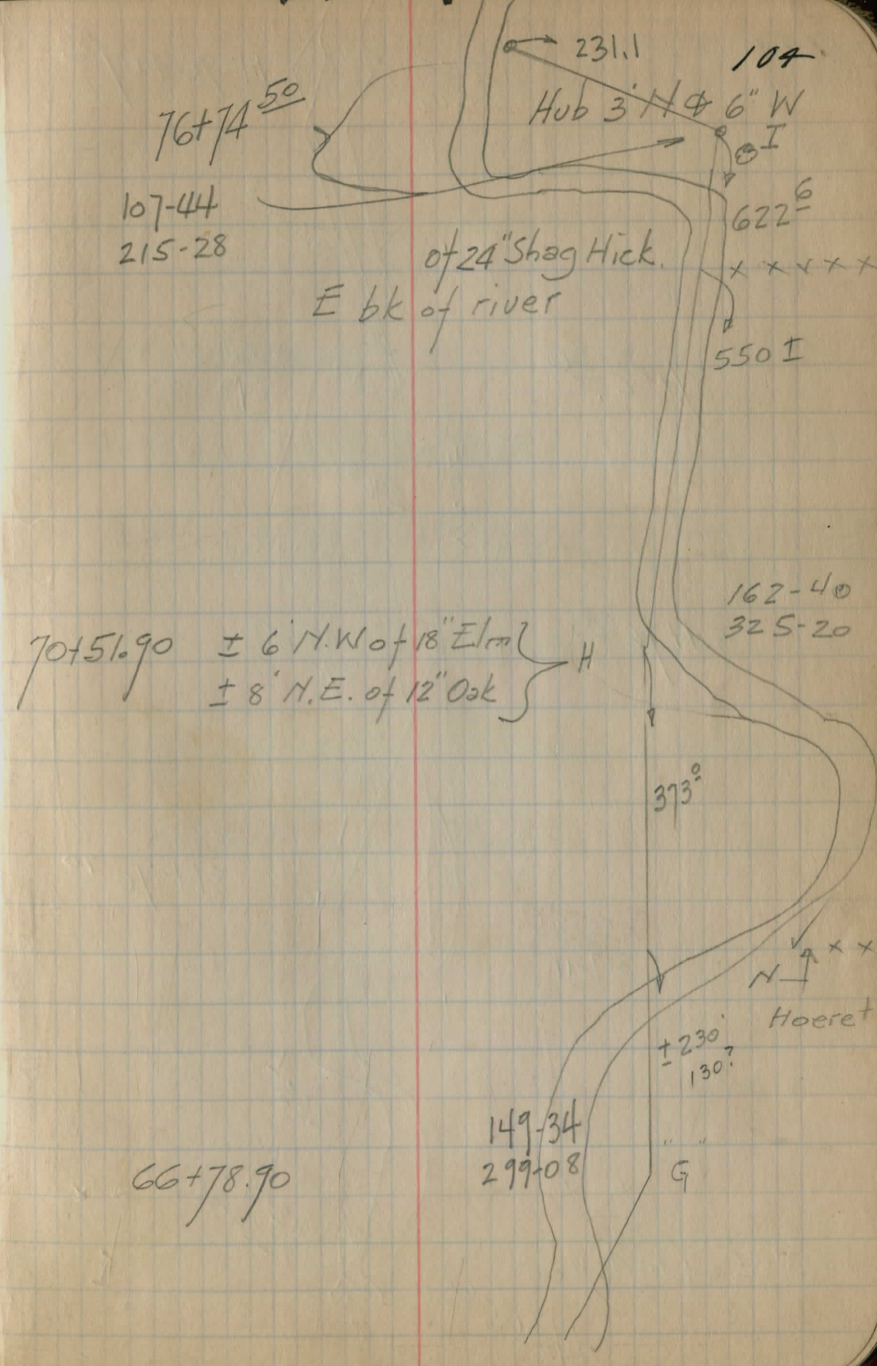 104
231.1
Hub 3' N & 6" W
76+74 50
I
107-44
215-28
622 6
of 24" Shag Hick.
x x x x x
E bk of river
550 I
162-40
325-20
70+51.90 ± 6' N.W of 18" Elm
± 8' N.E. of 12" Oak
H
373 0
x x
N
Hoeret
± 230'
130?
149-34
299-08
66+78.90
"G"